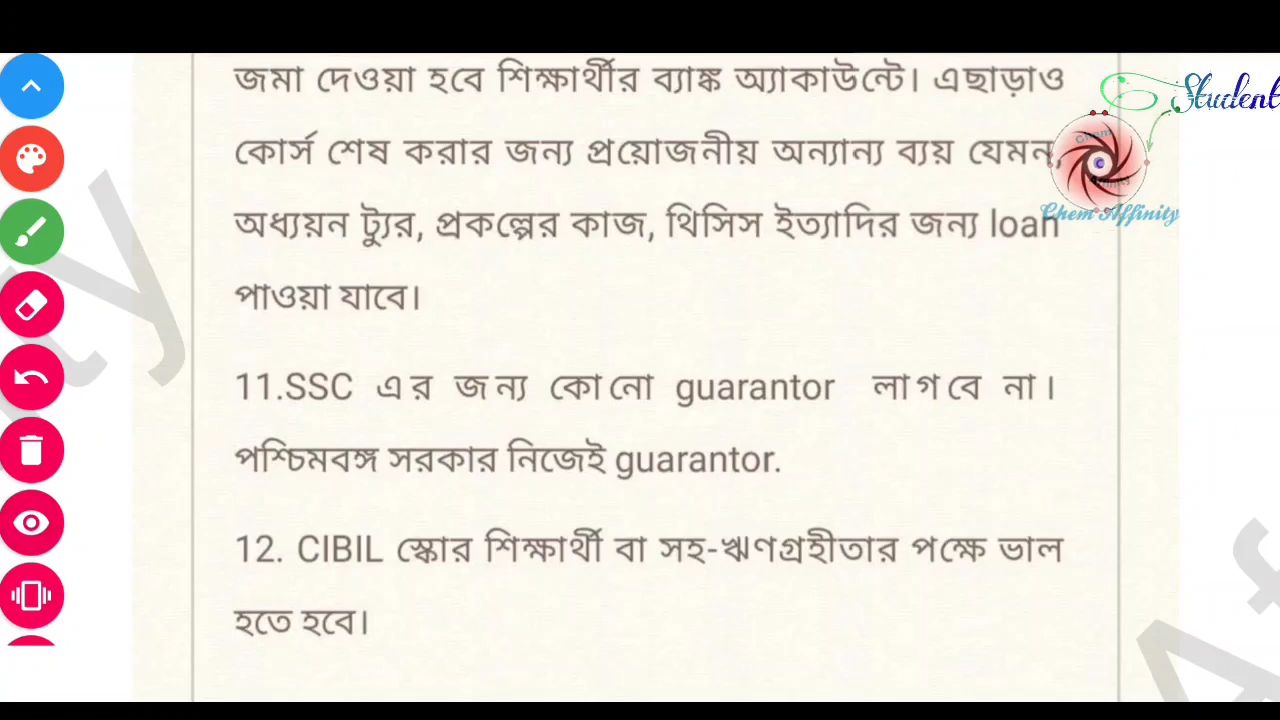 জমা দেওয়া হবে শিক্ষার্থীর ব্যাঙ্ক অ্যাকাউন্টে। এছাড়াও
Student
কোর্স শেষ করার জন্য প্রয়োজনীয় অন্যান্য ব্যয় যেমন,
Chem Affinity
অধ্যয়ন ট্যুর, প্রকল্পের কাজ, থিসিস ইত্যাদির জন্য loan
পাওয়া যাবে।
11.SSC এর জন্য কোনো guarantor লাগবে না।
পশ্চিমবঙ্গ সরকার নিজেই guarantor.
12. CIBIL স্কোর শিক্ষার্থী বা সহ-ঋণগ্রহীতার পক্ষে ভাল
হতে হবে।